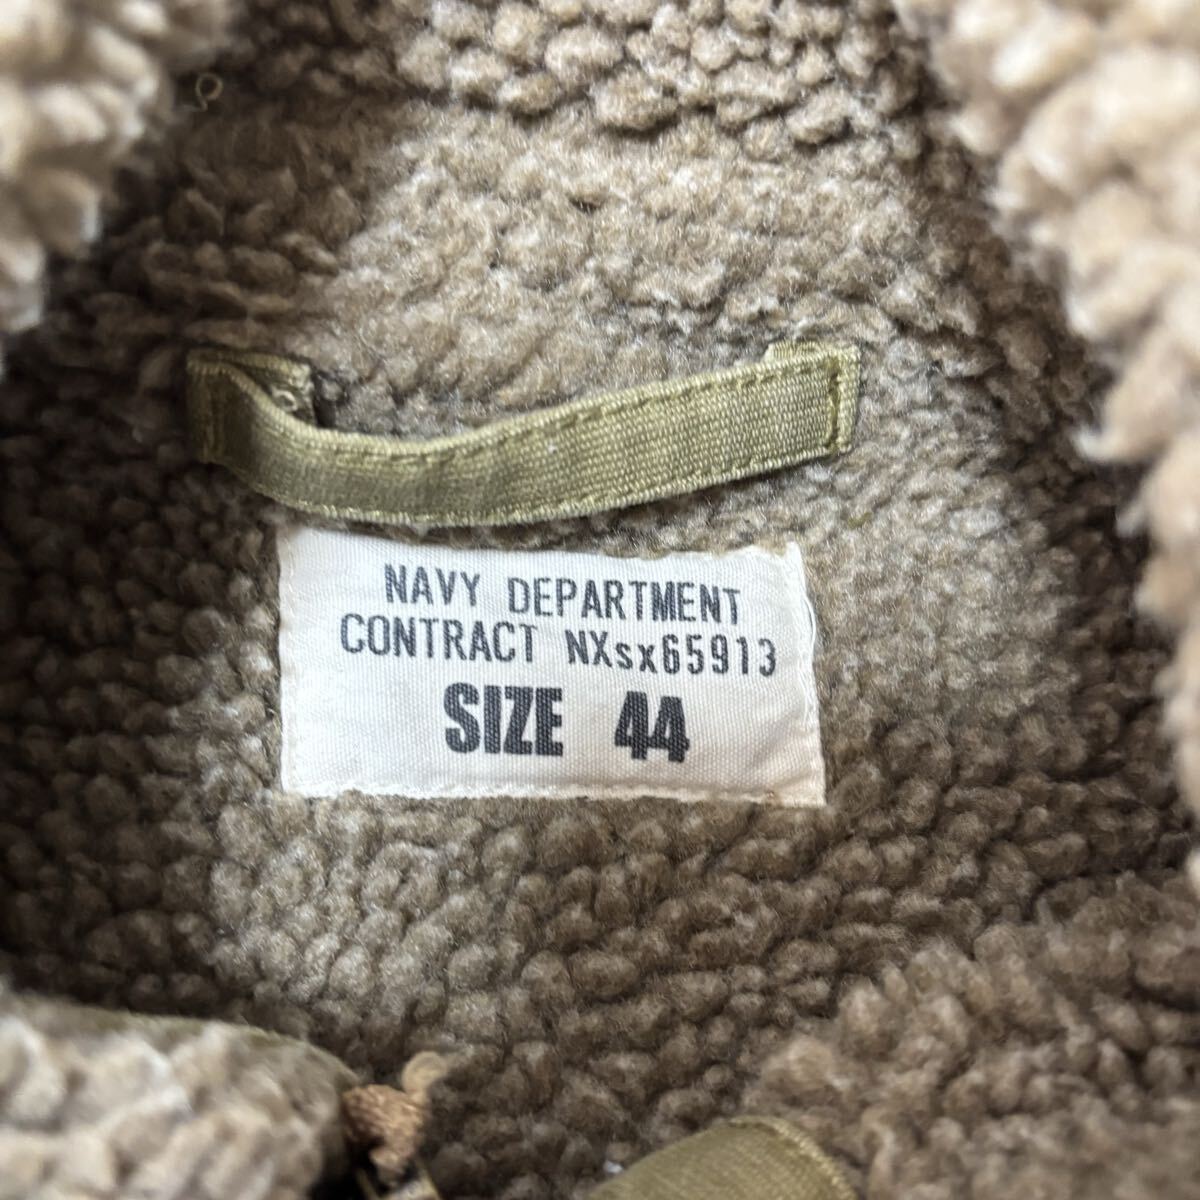 NAVY DEPARTMENT
CONTRACT NXsx65913
SIZE 44